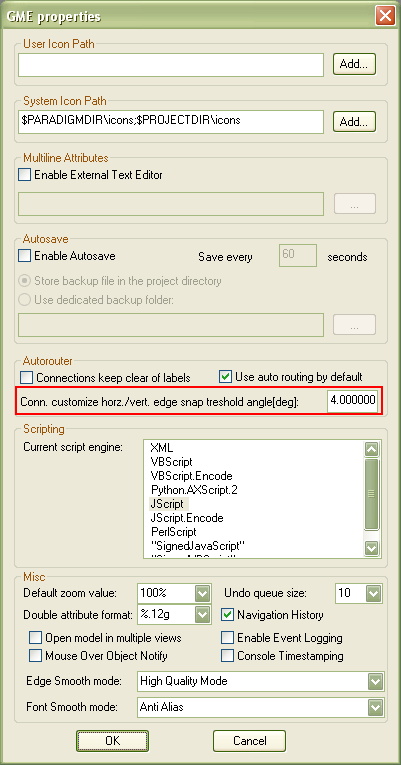 GME properties
User Icon Path
Add...
System Icon Path
$PARADIGMDIR\icons;$PROJECTDIR\icons
Add...
Multiline Attributes
Enable External Text Editor
...
Autosave
Enable Autosave Save every 60 seconds
Store backup file in the project directory
Use dedicated backup folder:
...
Autorouter
Connections keep clear of labels Use auto routing by default
Conn. customize horz./vert. edge snap treshold angle[deg]: 4.000000
Scripting
Current script engine:
XML
VBScript
VBScript.Encode
Python.AXScript.2
JScript
JScript.Encode
PerlScript
"SignedJavaScript"
Misc
Default zoom value: 100% Undo queue size: 10
Double attribute format: %.12g Navigation History
Open model in multiple views Enable Event Logging
Mouse Over Object Notify Console Timestamping
Edge Smooth mode: High Quality Mode
Font Smooth mode: Anti Alias
OK Cancel